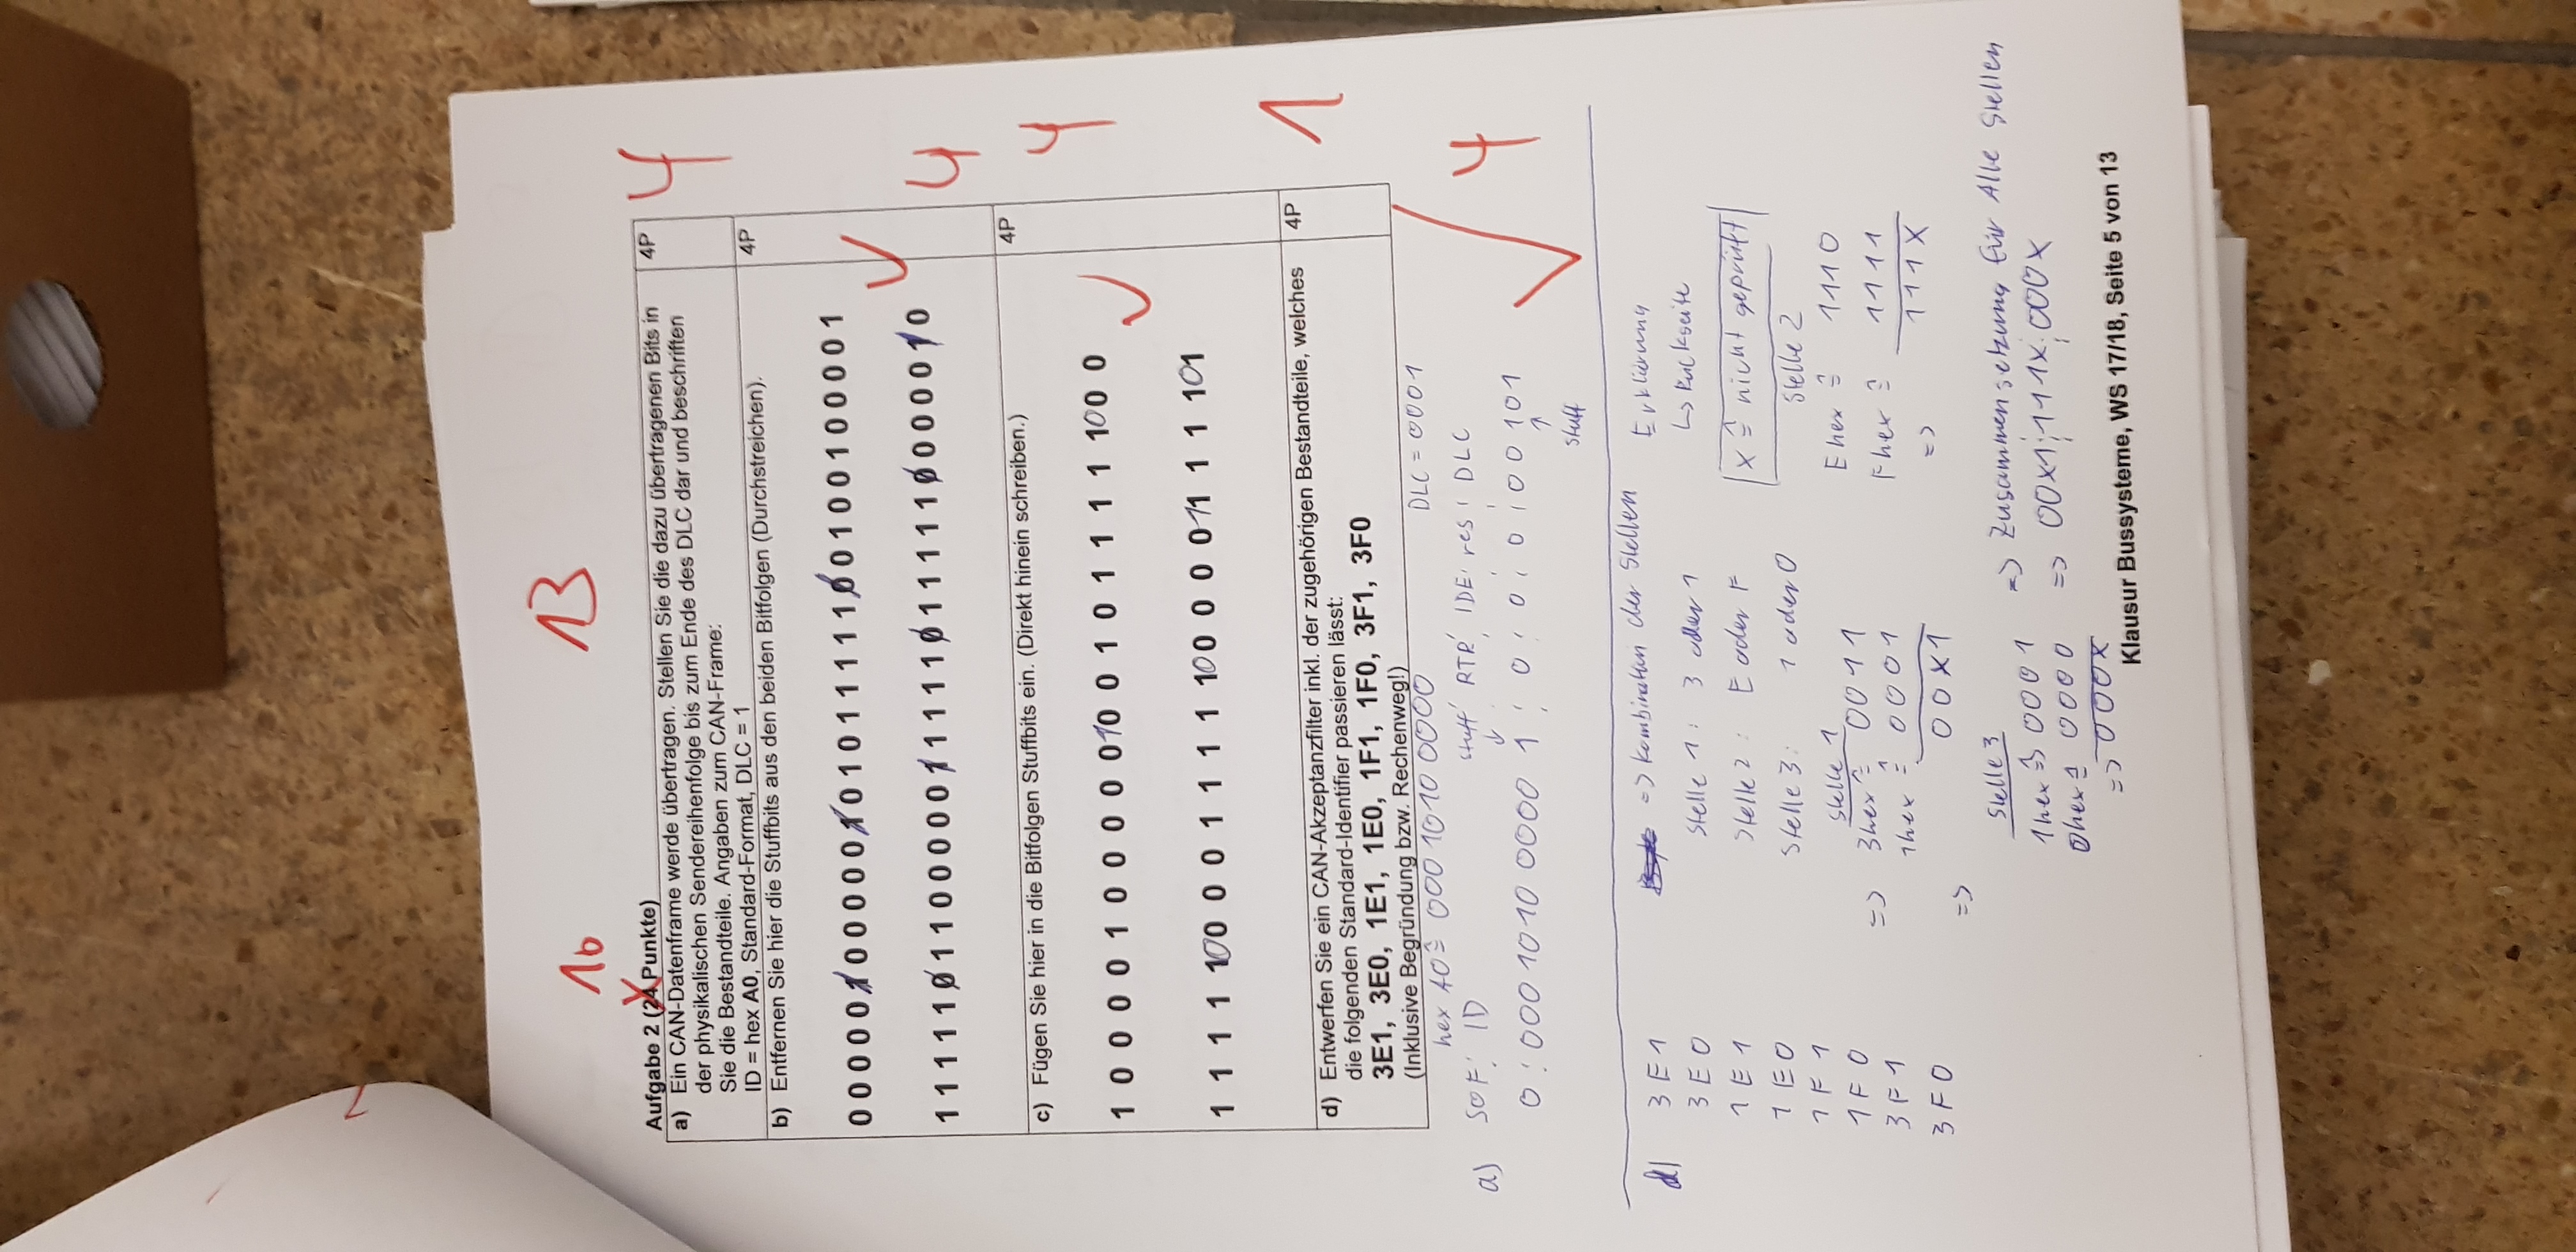 16
13
Aufgabe 2 (24 Punkte)
a) Ein CAN-Datenframe werde übertragen. Stellen Sie die dazu übertragenen Bits in
der physikalischen Sendereihenfolge bis zum Ende des DLC dar und beschriften
Sie die Bestandteile. Angaben zum CAN-Frame:
ID = hex A0, Standard-Format, DLC = 1
4P
4
b) Entfernen Sie hier die Stuffbits aus den beiden Bitfolgen (Durchstreichen).
4P
0 0 0 0 0 1 0 0 0 0 0 1 0 1 0 1 1 1 1 1 0 0 1 0 0 1 0 0 0 0 1
1 1 1 1 1 0 1 1 0 0 0 0 0 1 1 1 1 1 0 1 1 1 1 1 0 0 0 0 0 1 0
4
c) Fügen Sie hier in die Bitfolgen Stuffbits ein. (Direkt hinein schreiben.)
4P
4
1 0 0 0 0 1 0 0 0 0 0 1 0 0 1 0 1 1 1 1 1 0 0 0
1 1 1 1 1 0 0 0 0 0 1 1 1 1 1 0 0 0 0 0 1 1 1 1 1 0 1
d) Entwerfen Sie ein CAN-Akzeptanzfilter inkl. der zugehörigen Bestandteile, welches
die folgenden Standard-Identifier passieren lässt:
3E1, 3E0, 1E1, 1E0, 1F1, 1F0, 3F1, 3F0
(Inklusive Begründung bzw. Rechenweg!)
4P
1
hex A0 ≙ 000 1010 0000
DLC = 0001
a) SOF ¦ ID stuff ¦ RTR ¦ IDE ¦ res ¦ DLC
0 ¦ 000 1010 0000 1 ¦ 0 ¦ 0 ¦ 0 ¦ 00101
stuff
4
d) 3E1
3E0
1E1
1E0
1F1
1F0
3F1
3F0
=> Kombination der Stellen
Stelle 1: 3 oder 1
Stelle 2: E oder F
Stelle 3: 1 oder 0
Erklärung
↳ Rückseite
x ≙ nicht geprüft
Stelle 1
=> 3hex ≙ 0011
1hex ≙ 0001
=> 00X1
Stelle 2
Ehex ≙ 1110
Fhex ≙ 1111
=> 111X
Stelle 3
1hex ≙ 0001
0hex ≙ 0000
=> 000X
=> Zusammensetzung für Alle Stellen
=> 00X1¦111X¦000X
Klausur Bussysteme, WS 17/18, Seite 5 von 13